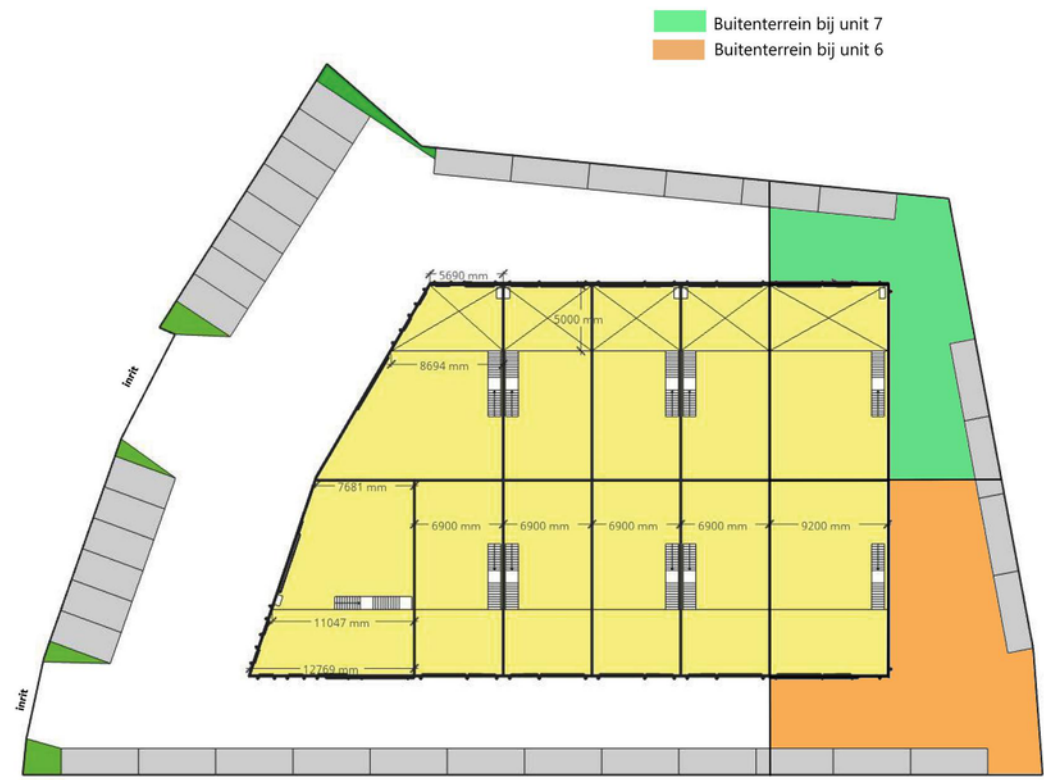 Buitenterrein bij unit 7
Buitenterrein bij unit 6
5690 mm
5000 mm
8694 mm
inrit
7681 mm
6900 mm
6900 mm
6900 mm
6900 mm
9200 mm
11047 mm
12769 mm
inrit